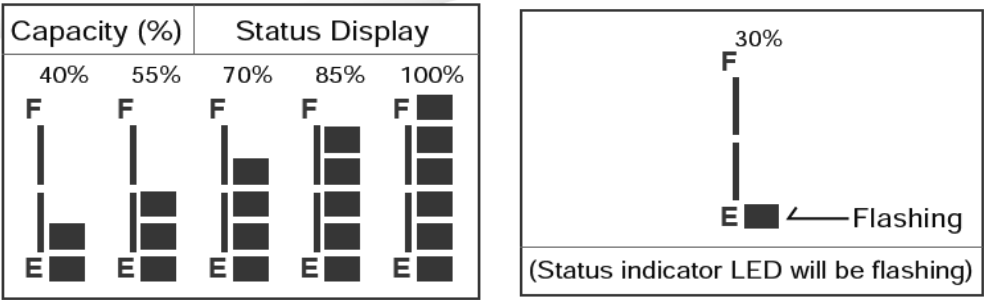 Capacity (%) Status Display
40% 55% 70% 85% 100%
F F F F F
E E E E E
30%
F
E Flashing
(Status indicator LED will be flashing)